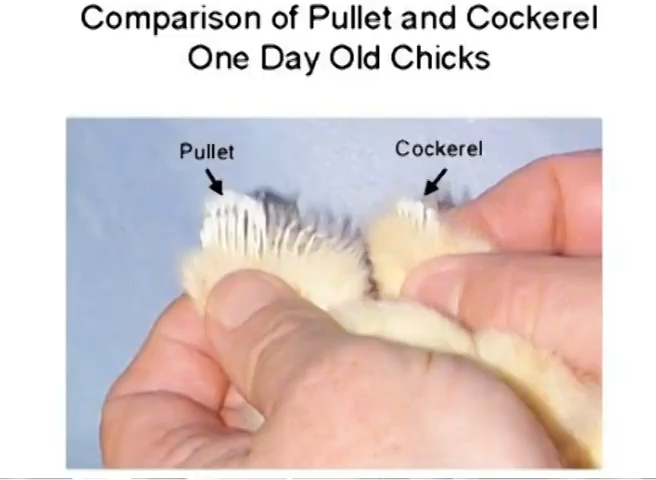 Comparison of Pullet and Cockerel
One Day Old Chicks
Pullet
Cockerel